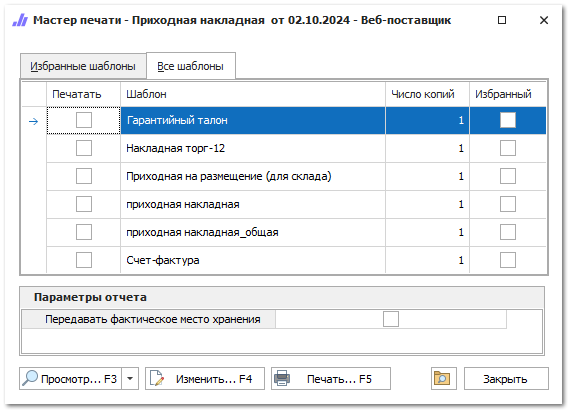 Мастер печати - Приходная накладная от 02.10.2024 - Веб-поставщик
Избранные шаблоны Все шаблоны
Печатать Шаблон Число копий Избранный
Гарантийный талон 1
Накладная торг-12 1
Приходная на размещение (для склада) 1
приходная накладная 1
приходная накладная_общая 1
Счет-фактура 1
Параметры отчета
Передавать фактическое место хранения
Просмотр... F3 Изменить... F4 Печать... F5 Закрыть